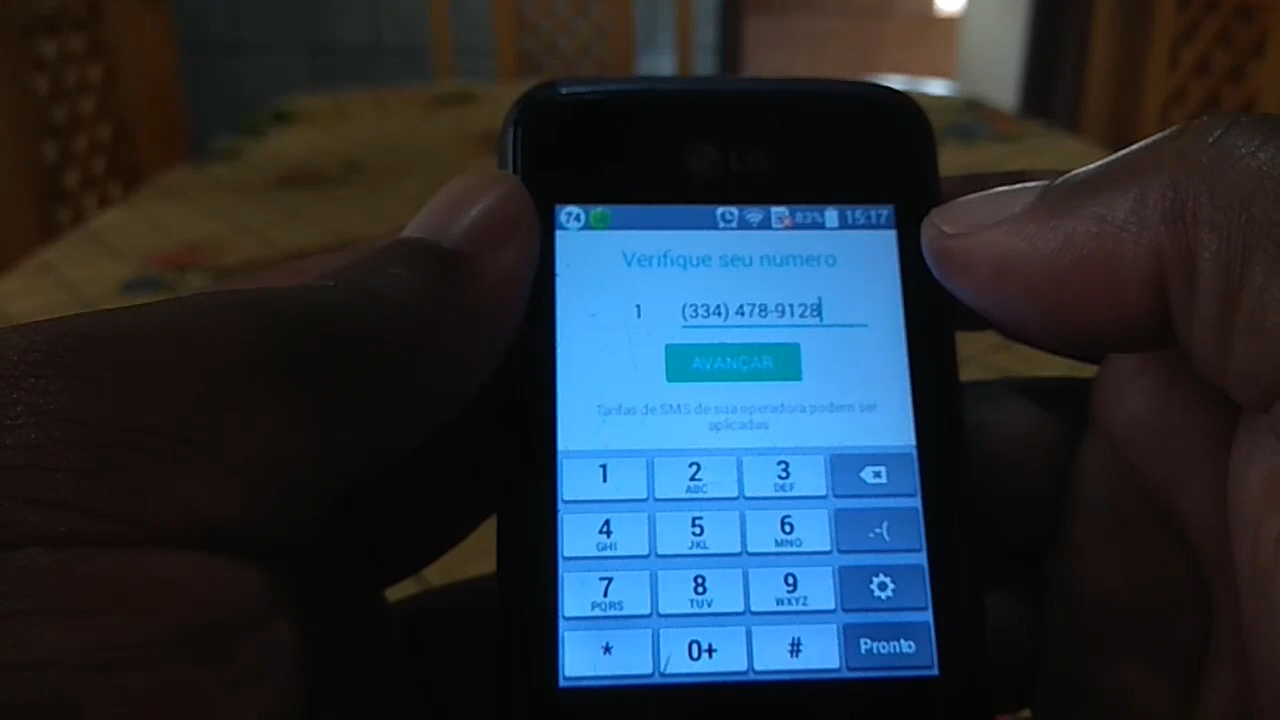 LG
74 83% 15:17
Verifique seu número
1 (334) 478-9128
AVANÇAR
Tarifas de SMS de sua operadora podem ser
aplicadas
1 2 ABC 3 DEF
4 GHI 5 JKL 6 MNO .-(
7 PQRS 8 TUV 9 WXYZ
* 0+ # Pronto